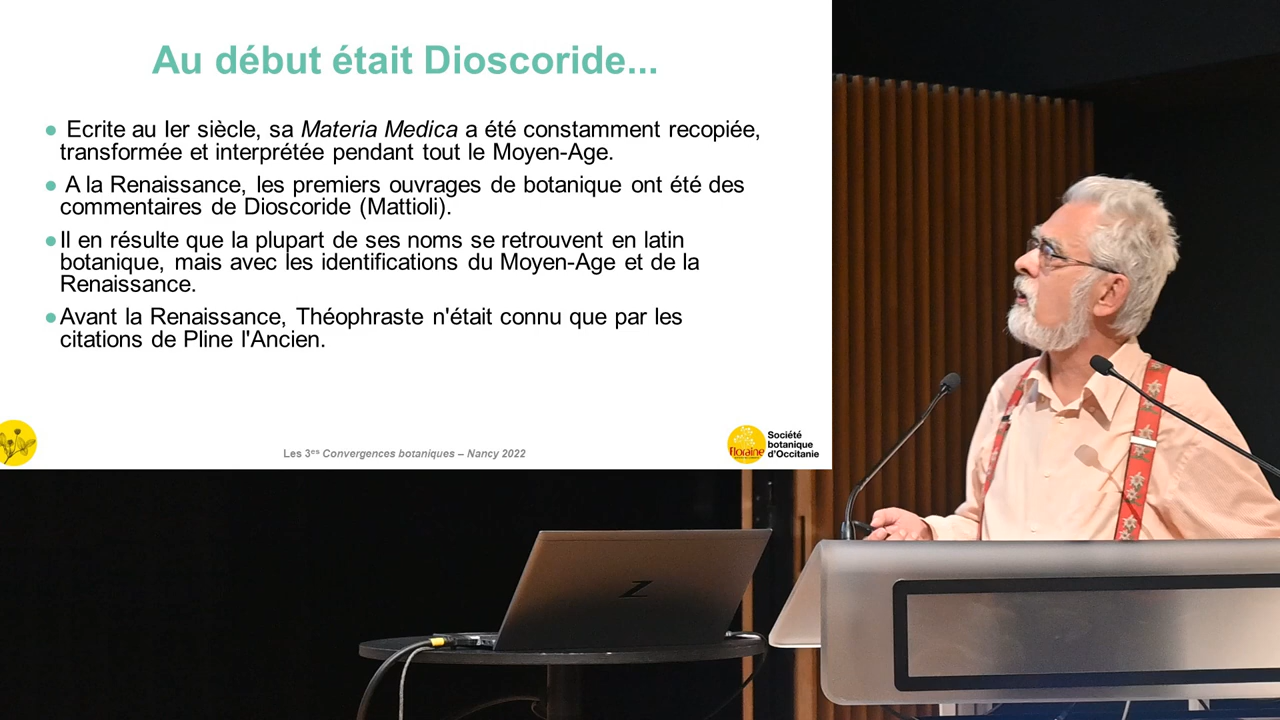 Au début était Dioscoride...
● Ecrite au Ier siècle, sa Materia Medica a été constamment recopiée,
transformée et interprétée pendant tout le Moyen-Age.
● A la Renaissance, les premiers ouvrages de botanique ont été des
commentaires de Dioscoride (Mattioli).
● Il en résulte que la plupart de ses noms se retrouvent en latin
botanique, mais avec les identifications du Moyen-Age et de la
Renaissance.
● Avant la Renaissance, Théophraste n'était connu que par les
citations de Pline l'Ancien.
Les 3es Convergences botaniques – Nancy 2022
floraine
Société
botanique
d'Occitanie
Z